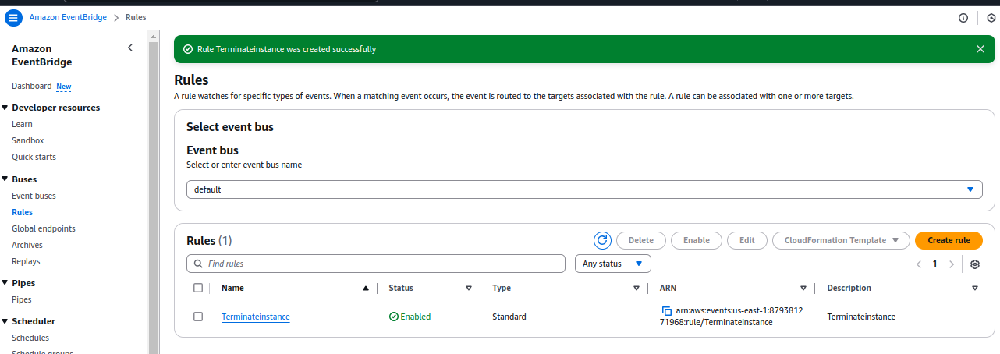 Amazon EventBridge > Rules
Amazon
EventBridge
Dashboard New
Developer resources
Learn
Sandbox
Quick starts
Buses
Event buses
Rules
Global endpoints
Archives
Replays
Pipes
Pipes
Scheduler
Schedules
Schedule groups
Rule Terminateinstance was created successfully
Rules
A rule watches for specific types of events. When a matching event occurs, the event is routed to the targets associated with the rule. A rule can be associated with one or more targets.
Select event bus
Event bus
Select or enter event bus name
default
Rules (1)
Delete
Enable
Edit
CloudFormation Template
Create rule
Find rules
Any status
1
Name Status Type ARN Description
Terminateinstance Enabled Standard arn:aws:events:us-east-1:8793812
71968:rule/Terminateinstance Terminateinstance